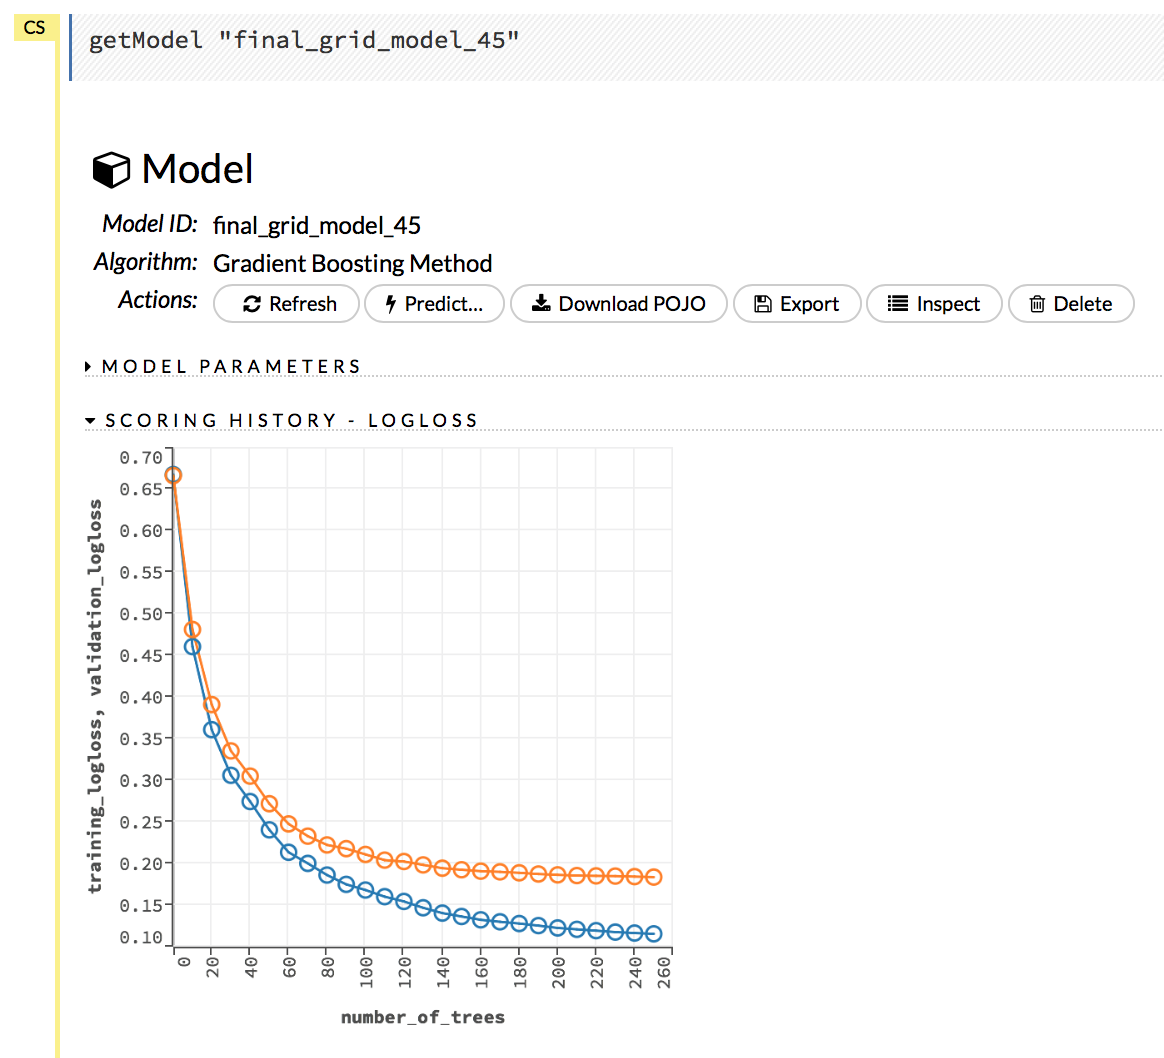 CS
getModel "final_grid_model_45"
Model
Model ID: final_grid_model_45
Algorithm: Gradient Boosting Method
Actions: Refresh Predict... Download POJO Export Inspect Delete
MODEL PARAMETERS
SCORING HISTORY - LOGLOSS
training_logloss, validation_logloss
0.70
0.65
0.60
0.55
0.50
0.45
0.40
0.35
0.30
0.25
0.20
0.15
0.10
0 20 40 60 80 100 120 140 160 180 200 220 240 260
number_of_trees